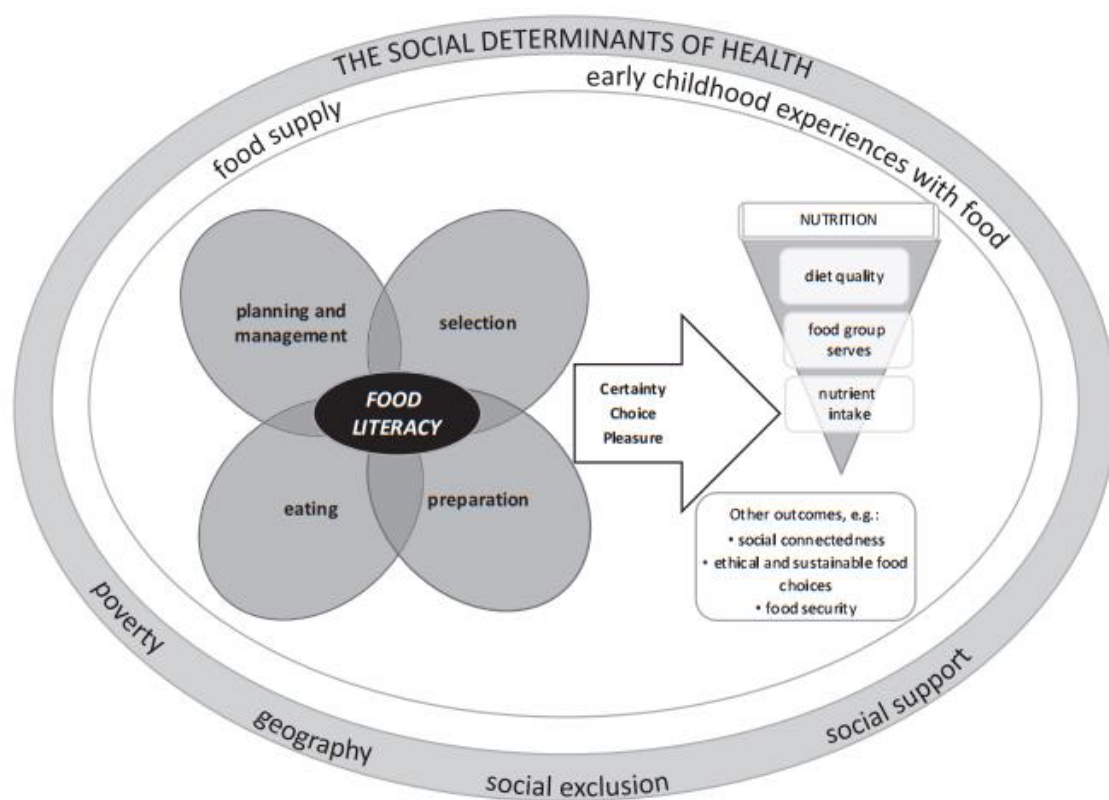 THE SOCIAL DETERMINANTS OF HEALTH
food supply
early childhood experiences with food
planning and
management
selection
FOOD
LITERACY
eating
preparation
Certainty
Choice
Pleasure
NUTRITION
diet quality
food group
serves
nutrient
intake
Other outcomes, e.g.:
• social connectedness
• ethical and sustainable food
choices
• food security
poverty
geography
social exclusion
social support